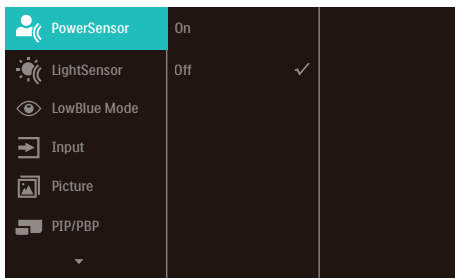 PowerSensor On
LightSensor Off
LowBlue Mode
Input
Picture
PIP/PBP